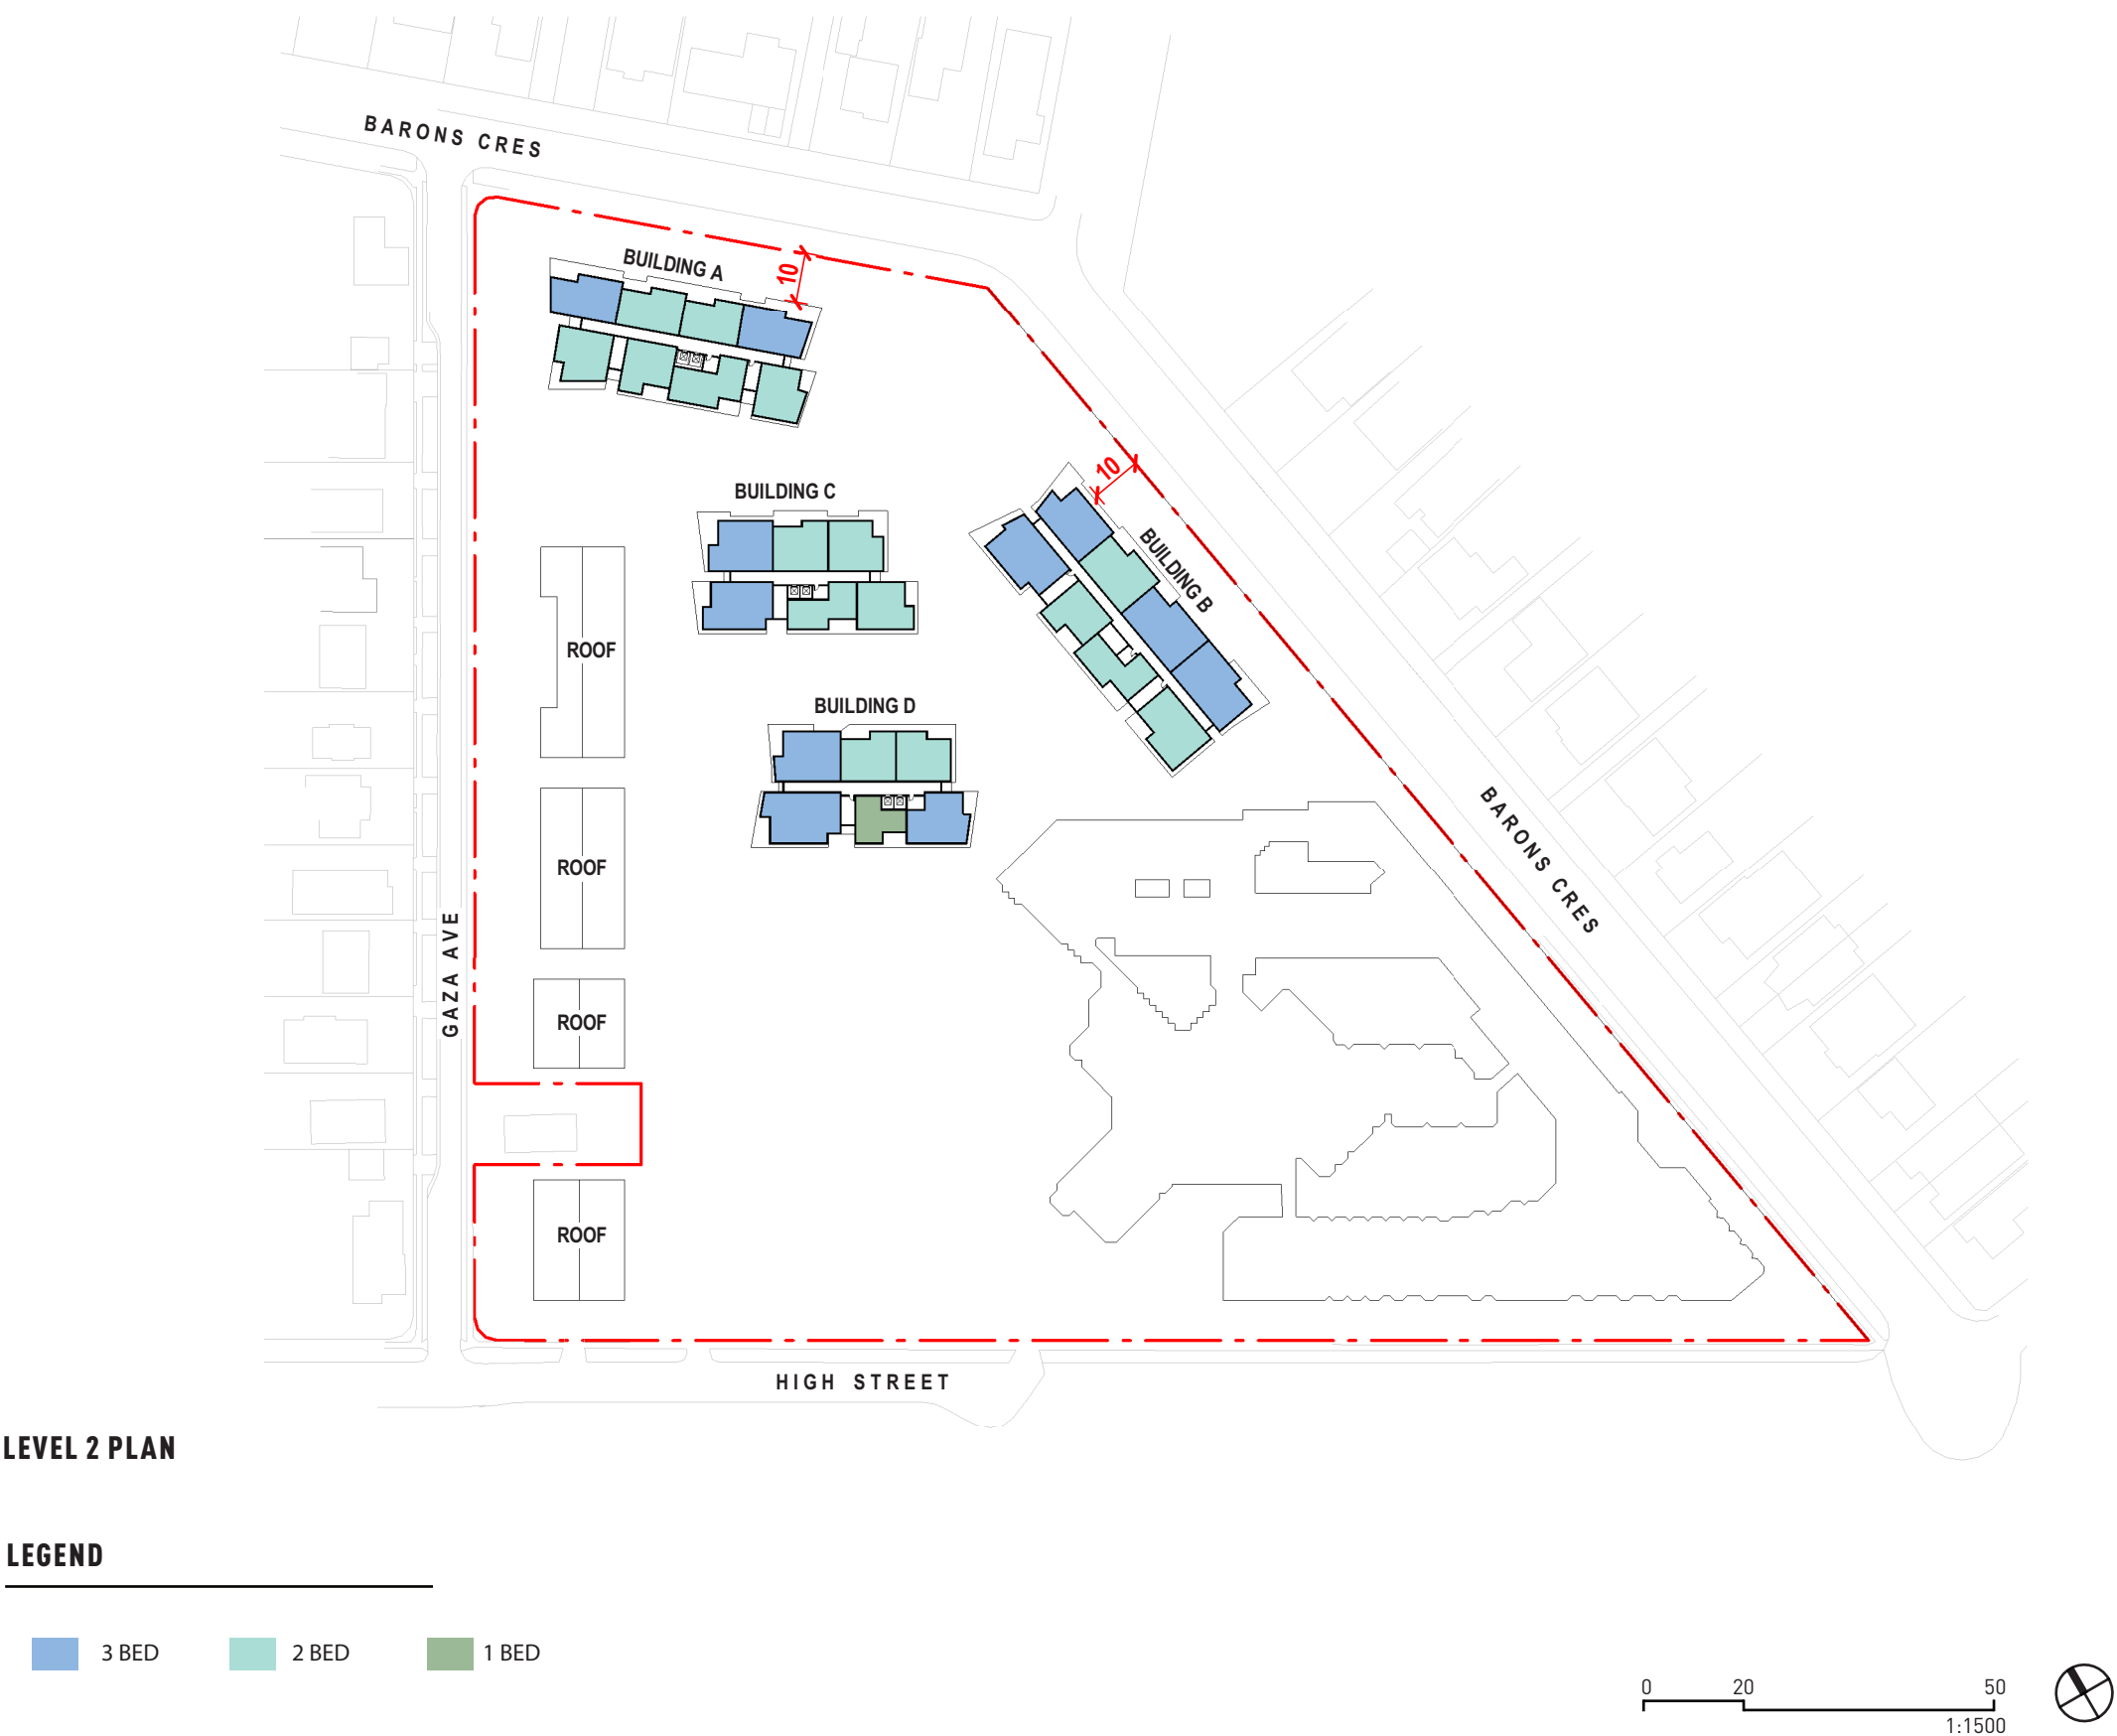 BARONS CRES
BUILDING A
10
10
BUILDING C
BUILDING B
ROOF
BUILDING D
BARONS CRES
ROOF
GAZA AVE
ROOF
ROOF
HIGH STREET
LEVEL 2 PLAN
LEGEND
3 BED
2 BED
1 BED
0 20 50
1:1500